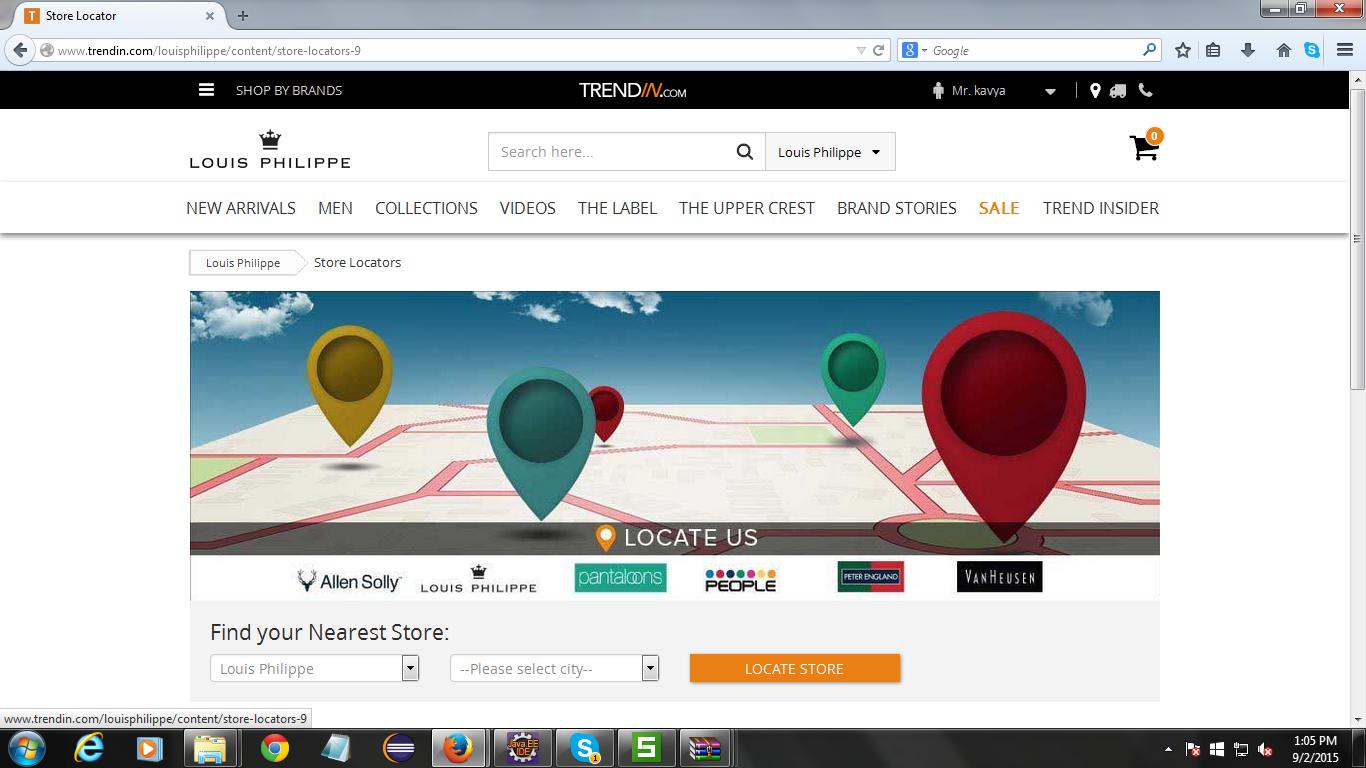 Store Locator
www.trendin.com/louisphilippe/content/store-locators-9
Google
SHOP BY BRANDS
TRENDIN.COM
Mr. kavya
LOUIS PHILIPPE
Search here...
Louis Philippe
0
NEW ARRIVALS MEN COLLECTIONS VIDEOS THE LABEL THE UPPER CREST BRAND STORIES SALE TREND INSIDER
Louis Philippe Store Locators
LOCATE US
Allen Solly LOUIS PHILIPPE pantaloons PEOPLE PETER ENGLAND VAN HEUSEN
Find your Nearest Store:
Louis Philippe --Please select city-- LOCATE STORE
www.trendin.com/louisphilippe/content/store-locators-9
Java EE
IDE
1
1:05 PM
9/2/2015